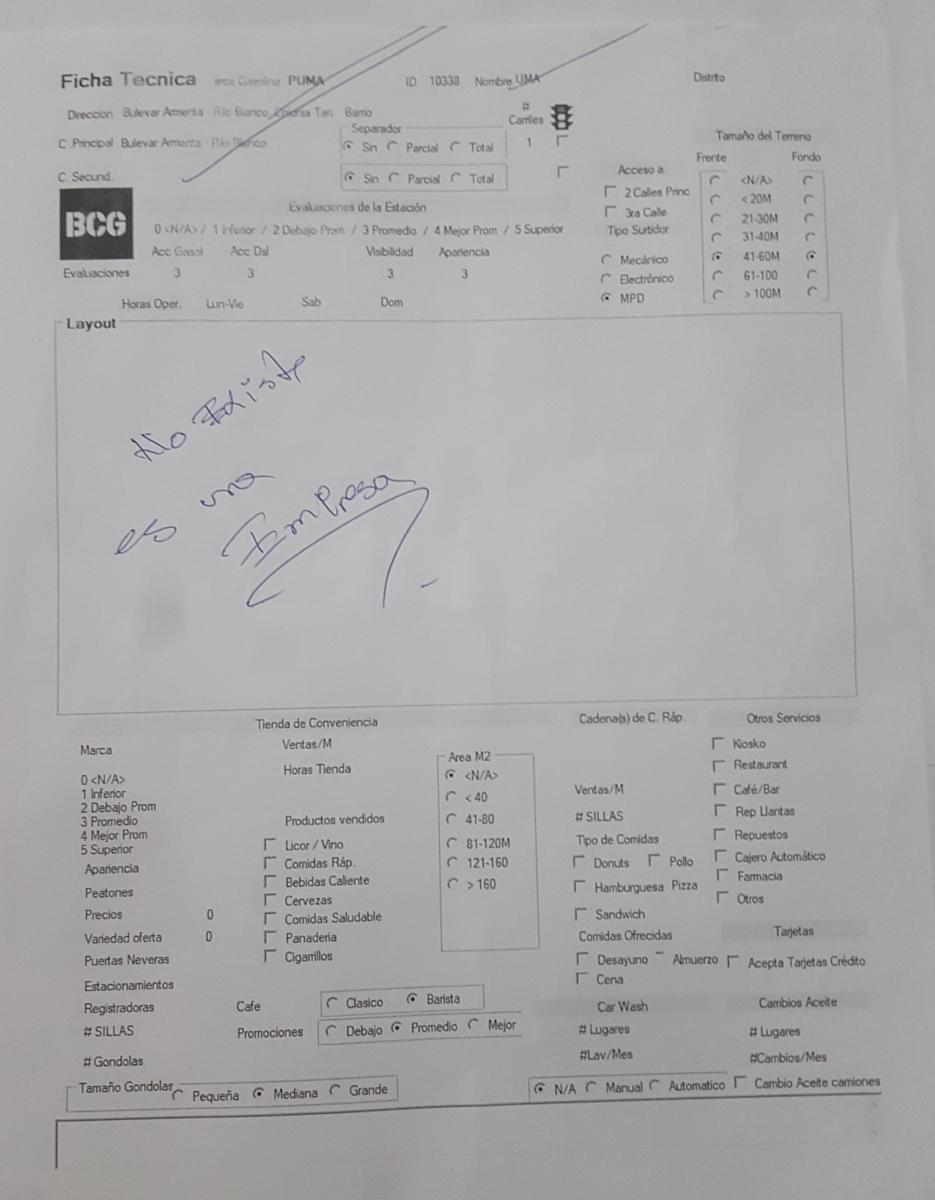 Ficha Tecnica Gasolina PUMA ID 10338 Nombre UMA Distrito
Direccion Bulevar Armenta - Rio Blanco, Colonia Tar Barrio
# Carriles
Separador
C .Principal Bulevar Armenta - Rio Blanco Sin Parcial Total 1
C. Secund. Sin Parcial Total
Acceso a
2 Calles Princ
3ra Calle
Tipo Surtidor
Mecánico
Electrónico
MPD
Tamaño del Terreno
Frente Fondo
<N/A>
< 20M
21-30M
31-40M
41-60M
61-100
> 100M
BCG
Evaluaciones de la Estación
0 <N/A> / 1 Inferior / 2 Debajo Prom / 3 Promedio / 4 Mejor Prom / 5 Superior
Acc Gasol Acc Dsl Visibilidad Apariencia
Evaluaciones 3 3 3 3
Horas Oper. Lun-Vie Sab Dom
Layout
No Existe
es una
Empresa
Tienda de Conveniencia
Marca
0 <N/A>
1 Inferior
2 Debajo Prom
3 Promedio
4 Mejor Prom
5 Superior
Apariencia
Peatones
Precios 0
Variedad oferta 0
Puertas Neveras
Estacionamientos
Registradoras
# SILLAS
# Gondolas
Ventas/M
Horas Tienda
Productos vendidos
Licor / Vino
Comidas Ráp.
Bebidas Caliente
Cervezas
Comidas Saludable
Panaderia
Cigarrillos
Area M2
<N/A>
< 40
41-80
81-120M
121-160
> 160
Cafe Clasico Barista
Promociones Debajo Promedio Mejor
Tamaño Gondolas Pequeña Mediana Grande
Cadena(s) de C. Ráp.
Ventas/M
# SILLAS
Tipo de Comidas
Donuts Pollo
Hamburguesa Pizza
Sandwich
Comidas Ofrecidas
Desayuno Almuerzo
Cena
Car Wash
# Lugares
#Lav/Mes
N/A Manual Automatico
Otros Servicios
Kiosko
Restaurant
Café/Bar
Rep Llantas
Repuestos
Cajero Automático
Farmacia
Otros
Tarjetas
Acepta Tarjetas Crédito
Cambios Aceite
# Lugares
#Cambios/Mes
Cambio Aceite camiones